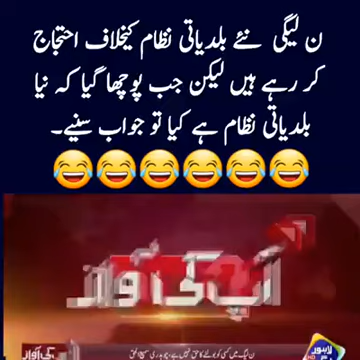 ن لیگی نئے بلدیاتی نظام کیخلاف احتجاج
کر رہے ہیں لیکن جب پوچھا گیا کہ نیا
بلدیاتی نظام ہے کیا تو جواب سنیے۔
😂😂😂😂😂😂
آپ کی آواز
لاہور